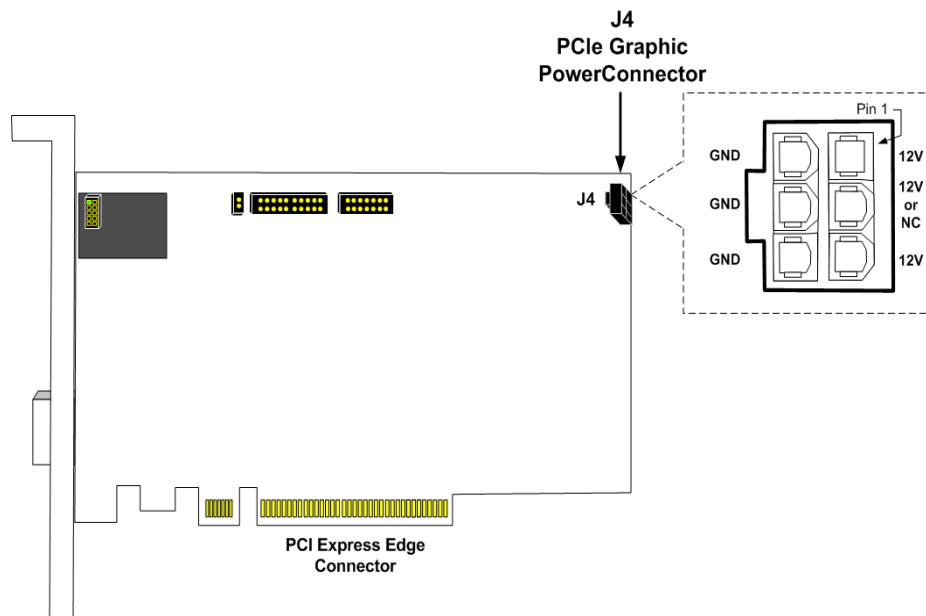 J4
PCIe Graphic
PowerConnector
Pin 1
GND
12V
J4
GND
12V
or
NC
GND
12V
PCI Express Edge
Connector